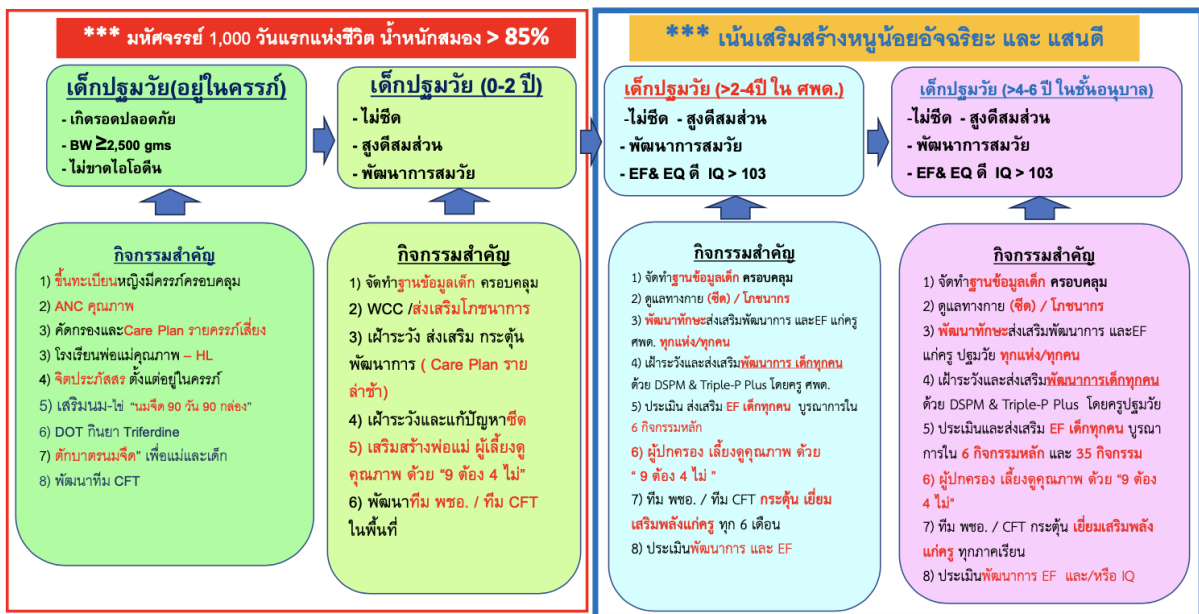 *** มหัศจรรย์ 1,000 วันแรกแห่งชีวิต น้ำหนักสมอง > 85%
*** เน้นเสริมสร้างหนูน้อยอัจฉริยะ และ แสนดี
เด็กปฐมวัย(อยู่ในครรภ์)
- เกิดรอดปลอดภัย
- BW ≥2,500 gms
- ไม่ขาดไอโอดีน
เด็กปฐมวัย (0-2 ปี)
- ไม่ซีด
- สูงดีสมส่วน
- พัฒนาการสมวัย
เด็กปฐมวัย (>2-4ปี ใน ศพด.)
-ไม่ซีด - สูงดีสมส่วน
- พัฒนาการสมวัย
- EF& EQ ดี IQ > 103
เด็กปฐมวัย (>4-6 ปี ในชั้นอนุบาล)
-ไม่ซีด - สูงดีสมส่วน
- พัฒนาการสมวัย
- EF& EQ ดี IQ > 103
กิจกรรมสำคัญ
1) ขึ้นทะเบียนหญิงมีครรภ์ครอบคลุม
2) ANC คุณภาพ
3) คัดกรองและCare Plan รายครรภ์เสี่ยง
3) โรงเรียนพ่อแม่คุณภาพ – HL
4) จิตประภัสสร ตั้งแต่อยู่ในครรภ์
5) เสริมนม-ไข่ “นมจืด 90 วัน 90 กล่อง”
6) DOT กินยา Triferdine
7) ตักบาตรนมจืด” เพื่อแม่และเด็ก
8) พัฒนาทีม CFT
กิจกรรมสำคัญ
1) จัดทำฐานข้อมูลเด็ก ครอบคลุม
2) WCC /ส่งเสริมโภชนาการ
3) เฝ้าระวัง ส่งเสริม กระตุ้น
พัฒนาการ ( Care Plan ราย
ล่าช้า)
4) เฝ้าระวังและแก้ปัญหาซีด
5) เสริมสร้างพ่อแม่ ผู้เลี้ยงดู
คุณภาพ ด้วย “9 ต้อง 4 ไม่”
6) พัฒนาทีม พชอ. / ทีม CFT
ในพื้นที่
กิจกรรมสำคัญ
1) จัดทำฐานข้อมูลเด็ก ครอบคลุม
2) ดูแลทางกาย (ซีด) / โภชนากร
3) พัฒนาทักษะส่งเสริมพัฒนาการ และEF แก่ครู
ศพด. ทุกแห่ง/ทุกคน
4) เฝ้าระวังและส่งเสริมพัฒนาการ เด็กทุกคน
ด้วย DSPM & Triple-P Plus โดยครู ศพด.
5) ประเมิน ส่งเสริม EF เด็กทุกคน บูรณาการใน
6 กิจกรรมหลัก
6) ผู้ปกครอง เลี้ยงดูคุณภาพ ด้วย
“ 9 ต้อง 4 ไม่ ”
7) ทีม พชอ. / ทีม CFT กระตุ้น เยี่ยม
เสริมพลังแก่ครู ทุก 6 เดือน
8) ประเมินพัฒนาการ และ EF
กิจกรรมสำคัญ
1) จัดทำฐานข้อมูลเด็ก ครอบคลุม
2) ดูแลทางกาย (ซีด) / โภชนากร
3) พัฒนาทักษะส่งเสริมพัฒนาการ และEF
แก่ครู ปฐมวัย ทุกแห่ง/ทุกคน
4) เฝ้าระวังและส่งเสริมพัฒนาการเด็กทุกคน
ด้วย DSPM & Triple-P Plus โดยครูปฐมวัย
5) ประเมินและส่งเสริม EF เด็กทุกคน บูรณา
การใน 6 กิจกรรมหลัก และ 35 กิจกรรม
6) ผู้ปกครอง เลี้ยงดูคุณภาพ ด้วย “9 ต้อง
4 ไม่”
7) ทีม พชอ. / CFT กระตุ้น เยี่ยมเสริมพลัง
แก่ครู ทุกภาคเรียน
8) ประเมินพัฒนาการ EF และ/หรือ IQ